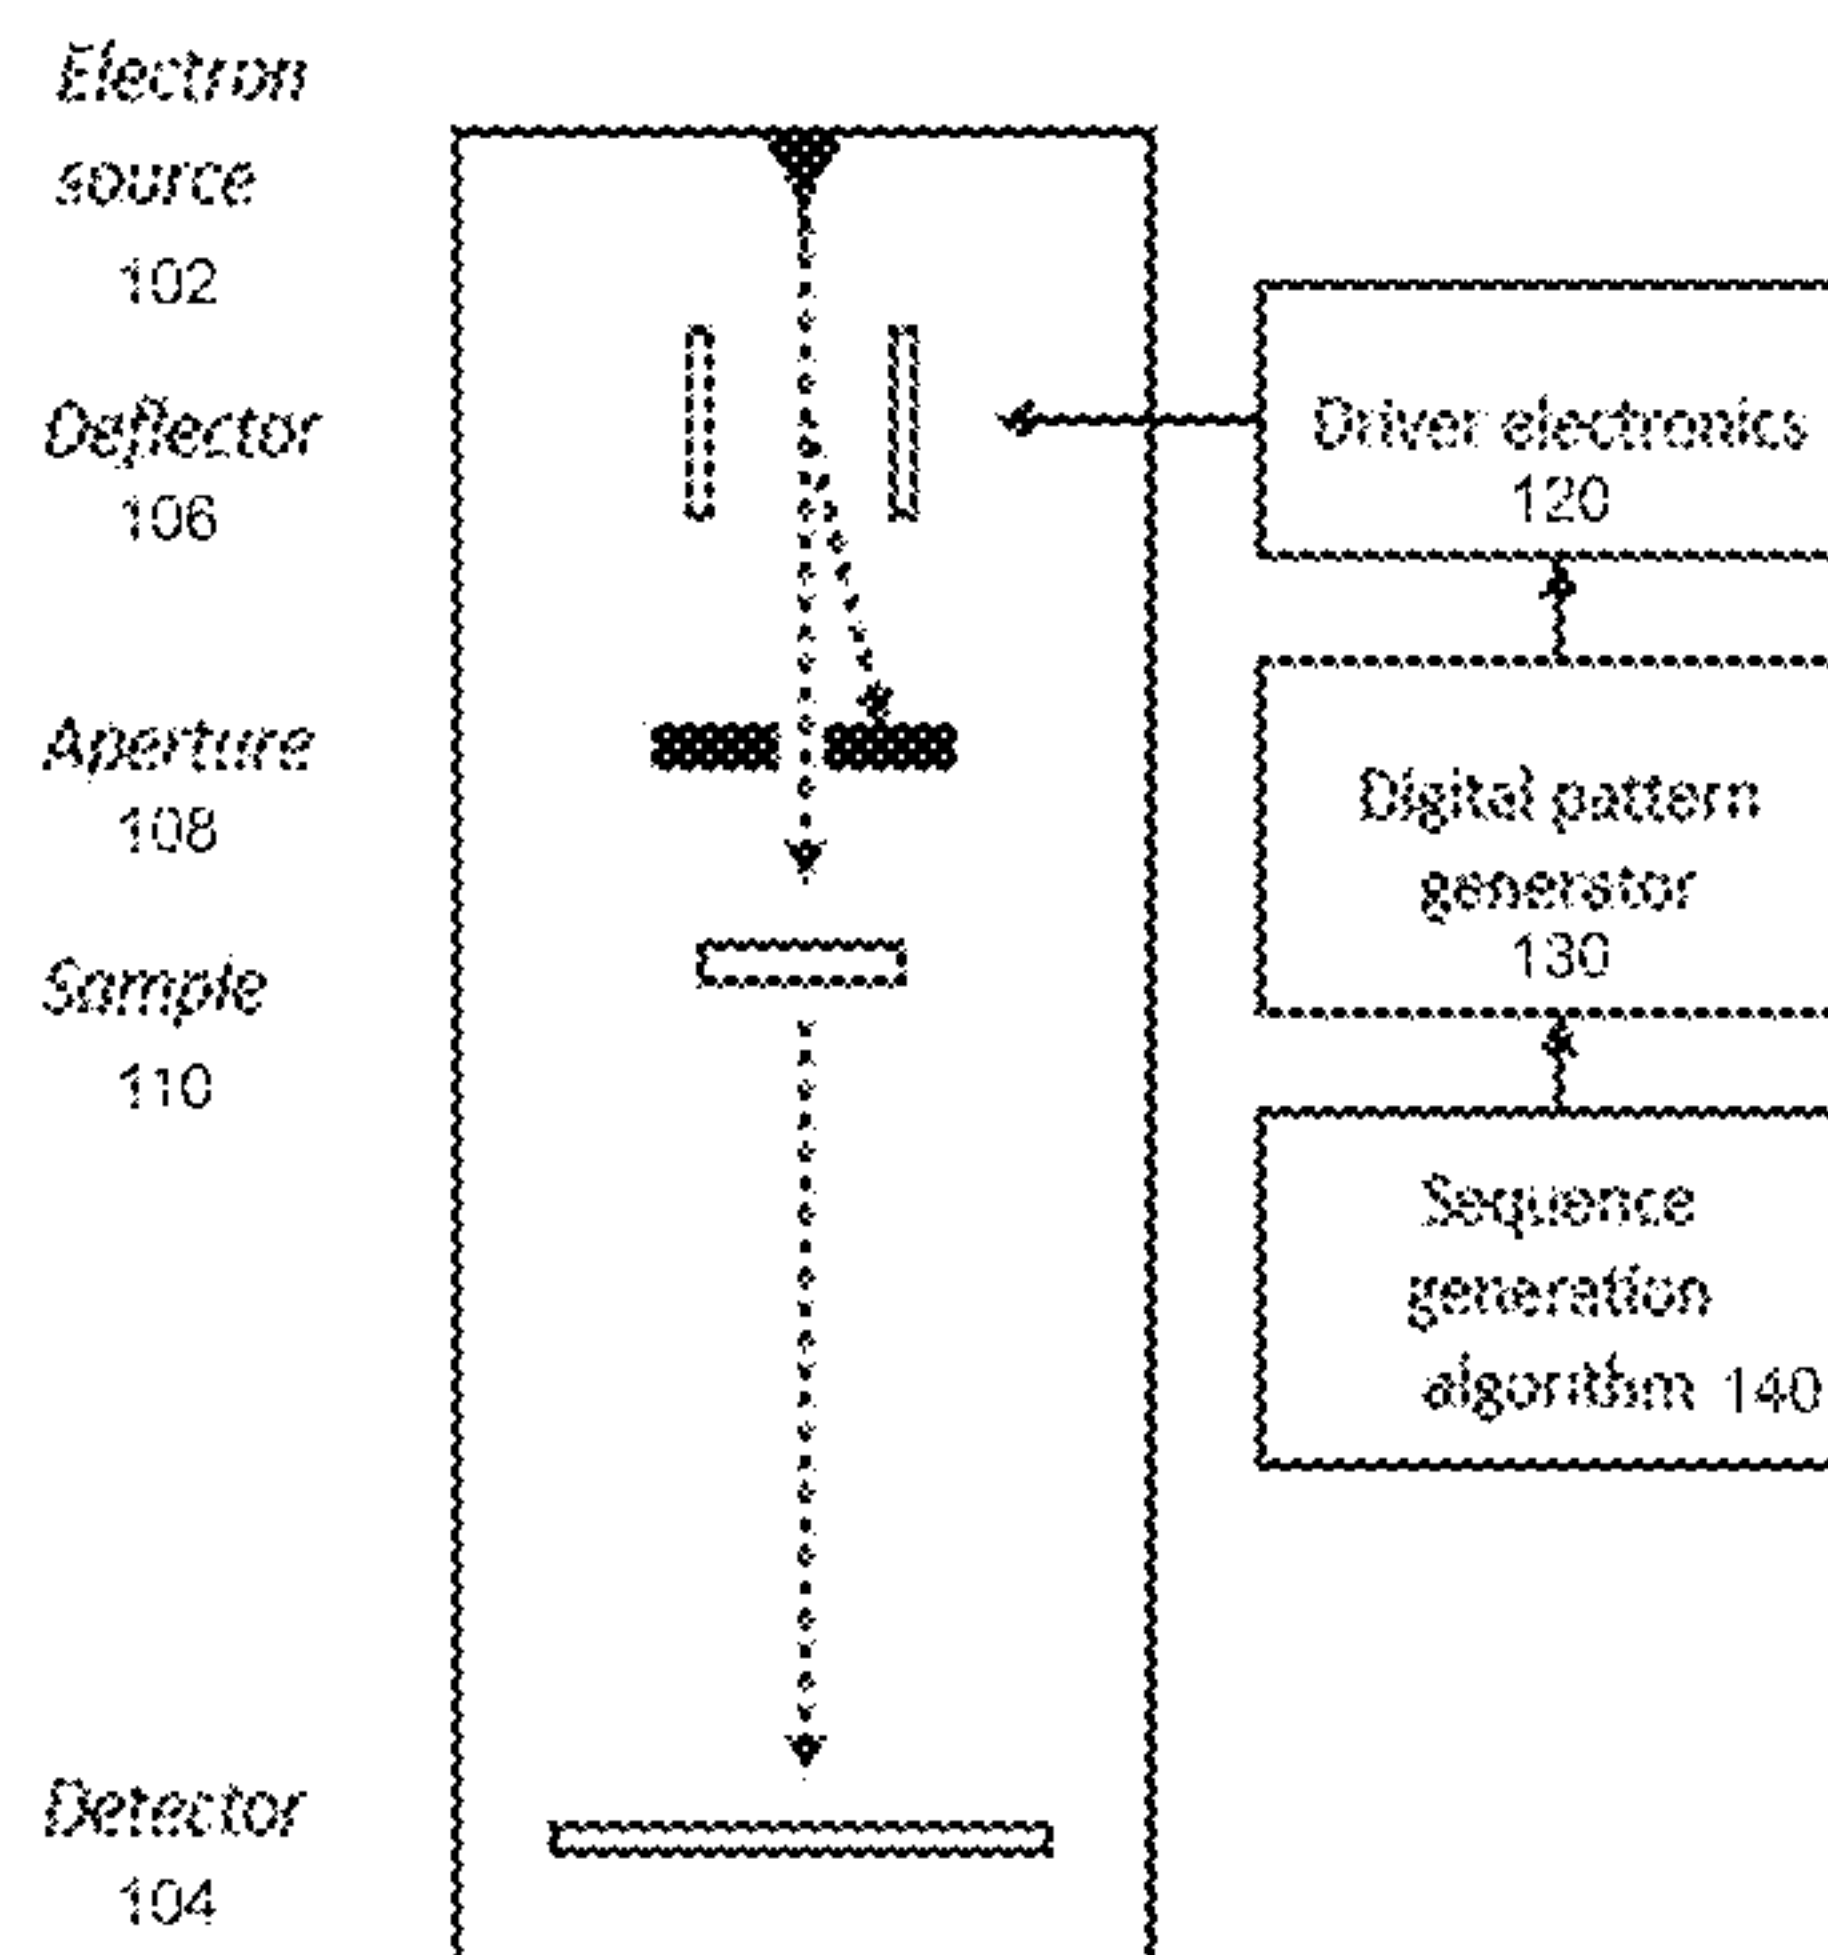 Electron
source
102
Deflector
106
Aperture
108
Sample
110
Detector
104
Driver electronics
120
Digital pattern
generator
130
Sequence
generation
algorithm 140